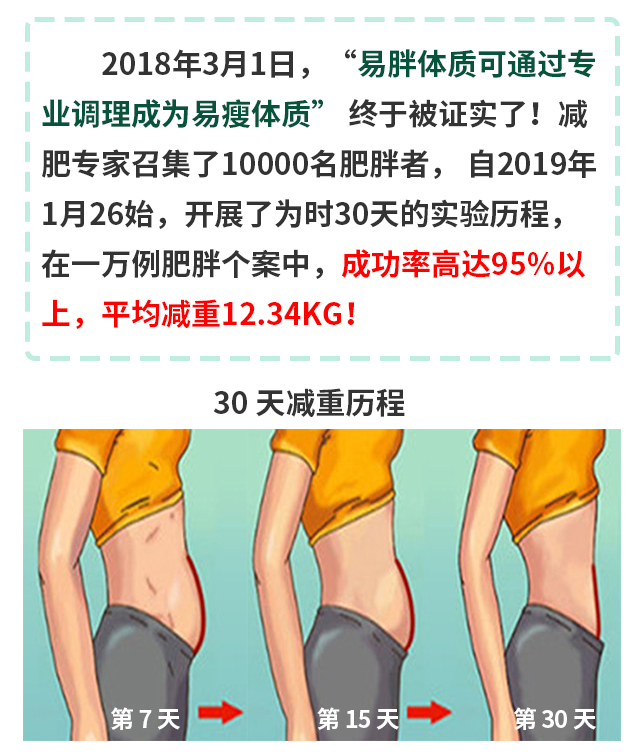 2018年3月1日，“易胖体质可通过专
业调理成为易瘦体质” 终于被证实了！减
肥专家召集了10000名肥胖者， 自2019年
1月26始，开展了为时30天的实验历程，
在一万例肥胖个案中，成功率高达95%以
上，平均减重12.34KG！
30 天减重历程
第 7 天
第 15 天
第 30 天